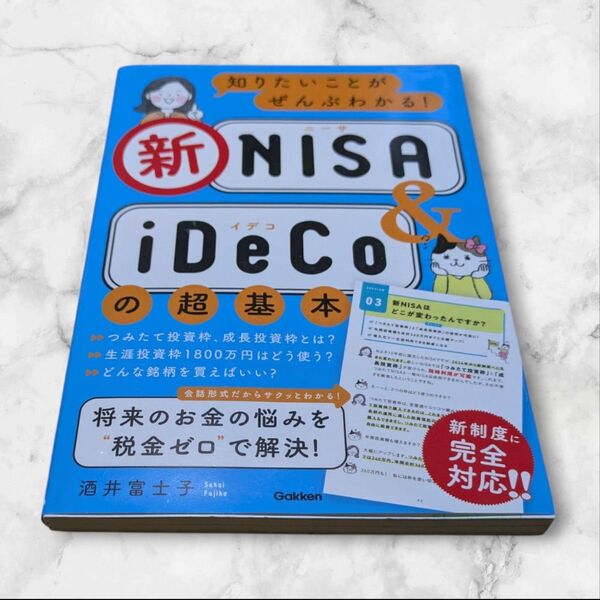 知りたいことが
ぜんぶわかる!
新
ニーサ
NISA
&
イデコ
iDeCo
の超基本
つみたて投資枠、成長投資枠とは?
生涯投資枠1800万円はどう使う?
どんな銘柄を買えばいい?
会話形式だからサクッとわかる!
将来のお金の悩みを
“税金ゼロ”で解決!
酒井富士子
Sakai
Fujiko
Gakken
03
新NISAは
どこが変わったんですか?
新制度に
完全
対応!!